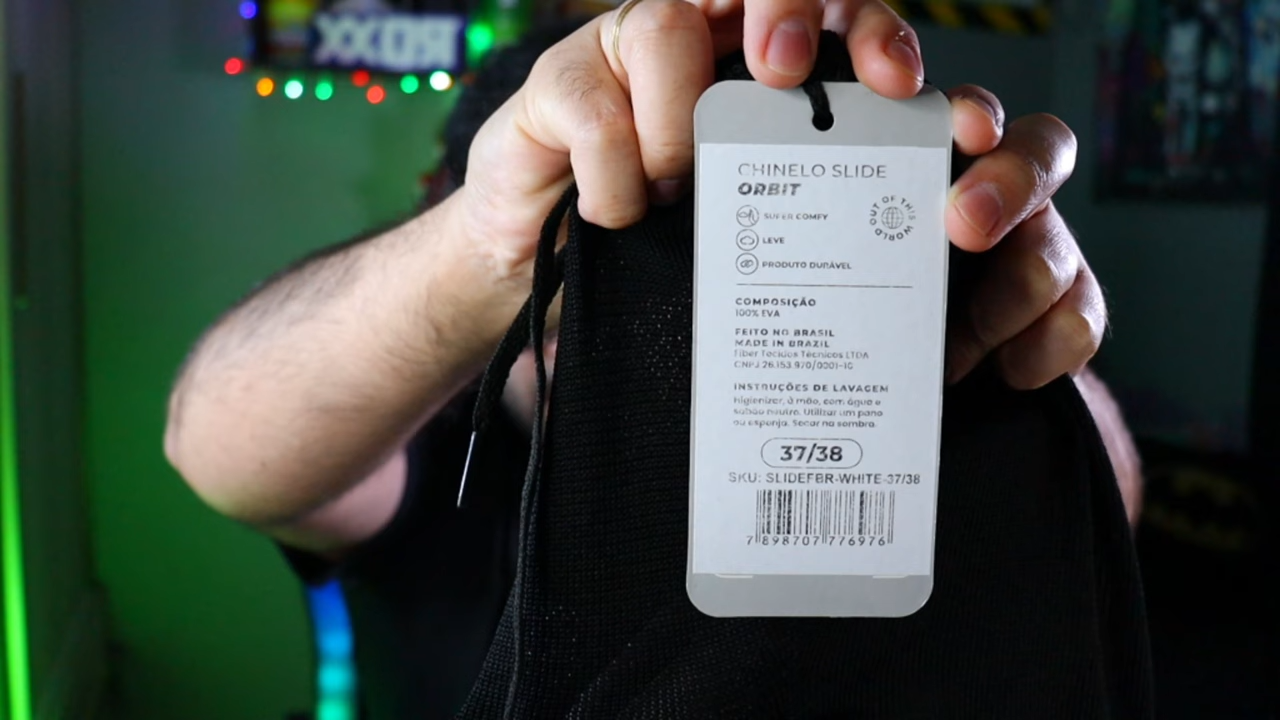 CHINELO SLIDE
ORBIT
OUT OF THIS WORLD
SUPER COMFY
LEVE
PRODUTO DURÁVEL
COMPOSIÇÃO
100% EVA
FEITO NO BRASIL
MADE IN BRAZIL
Fiber Tecidos Técnicos LTDA
CNPJ 26.153.970/0001-10
INSTRUÇÕES DE LAVAGEM
higienizar, à mão, com água e
sabão neutro. Utilizar um pano
ou esponja. Secar na sombra.
37/38
SKU: SLIDEFBR-WHITE-37/38
7 898707 776976